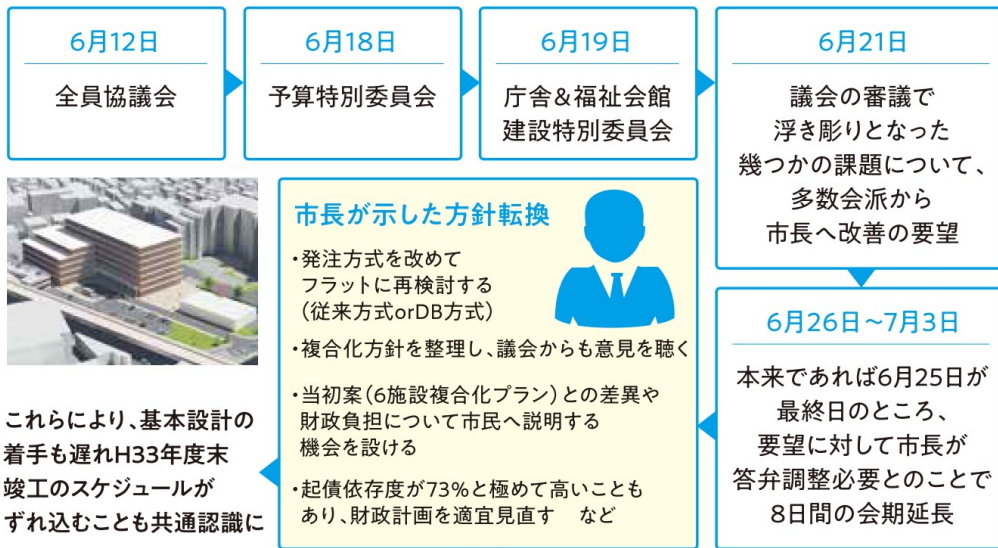 6月12日
全員協議会
6月18日
予算特別委員会
6月19日
庁舎&福祉会館
建設特別委員会
6月21日
議会の審議で
浮き彫りとなった
幾つかの課題について、
多数会派から
市長へ改善の要望
6月26日～7月3日
本来であれば6月25日が
最終日のところ、
要望に対して市長が
答弁調整必要とのことで
8日間の会期延長
市長が示した方針転換
・発注方式を改めて
フラットに再検討する
（従来方式orDB方式）
・複合化方針を整理し、議会からも意見を聴く
・当初案（6施設複合化プラン）との差異や
財政負担について市民へ説明する
機会を設ける
・起債依存度が73%と極めて高いことも
あり、財政計画を適宜見直す　など
これらにより、基本設計の
着手も遅れH33年度末
竣工のスケジュールが
ずれ込むことも共通認識に